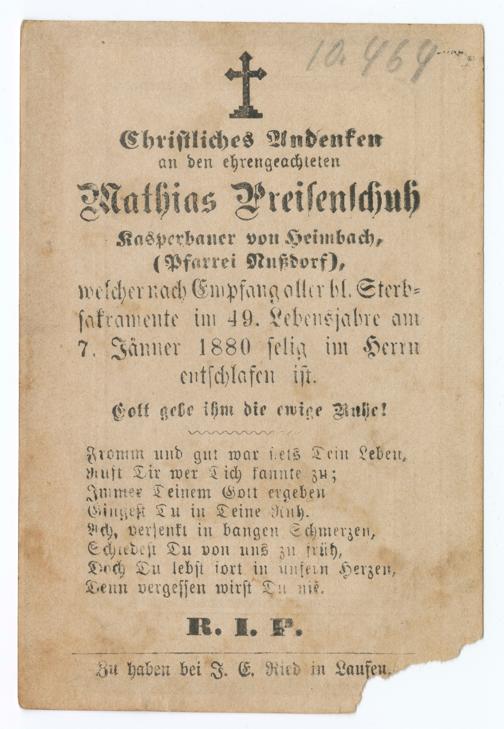 10. 464
Christliches Andenken
an den ehrengeachteten
Mathias Preisenschuh
Kasperbauer von Heimbach,
(Pfarrei Nußdorf),
welcher nach Empfang aller hl. Sterb-
sakramente im 49. Lebensjahre am
7. Jänner 1880 selig im Herrn
entschlafen ist.
Gott gebe ihm die ewige Ruhe!
Fromm und gut war stets Dein Leben,
Ruft Dir wer Dich kannte zu;
Immer Deinem Gott ergeben
Gingest Du in Deine Ruh.
Ach, versenkt in bangen Schmerzen,
Schiedest Du von uns zu früh,
Doch Du lebst fort in unsern Herzen,
Denn vergessen wirst Du nie.
R. I. P.
Zu haben bei J. E. Ried in Laufen.